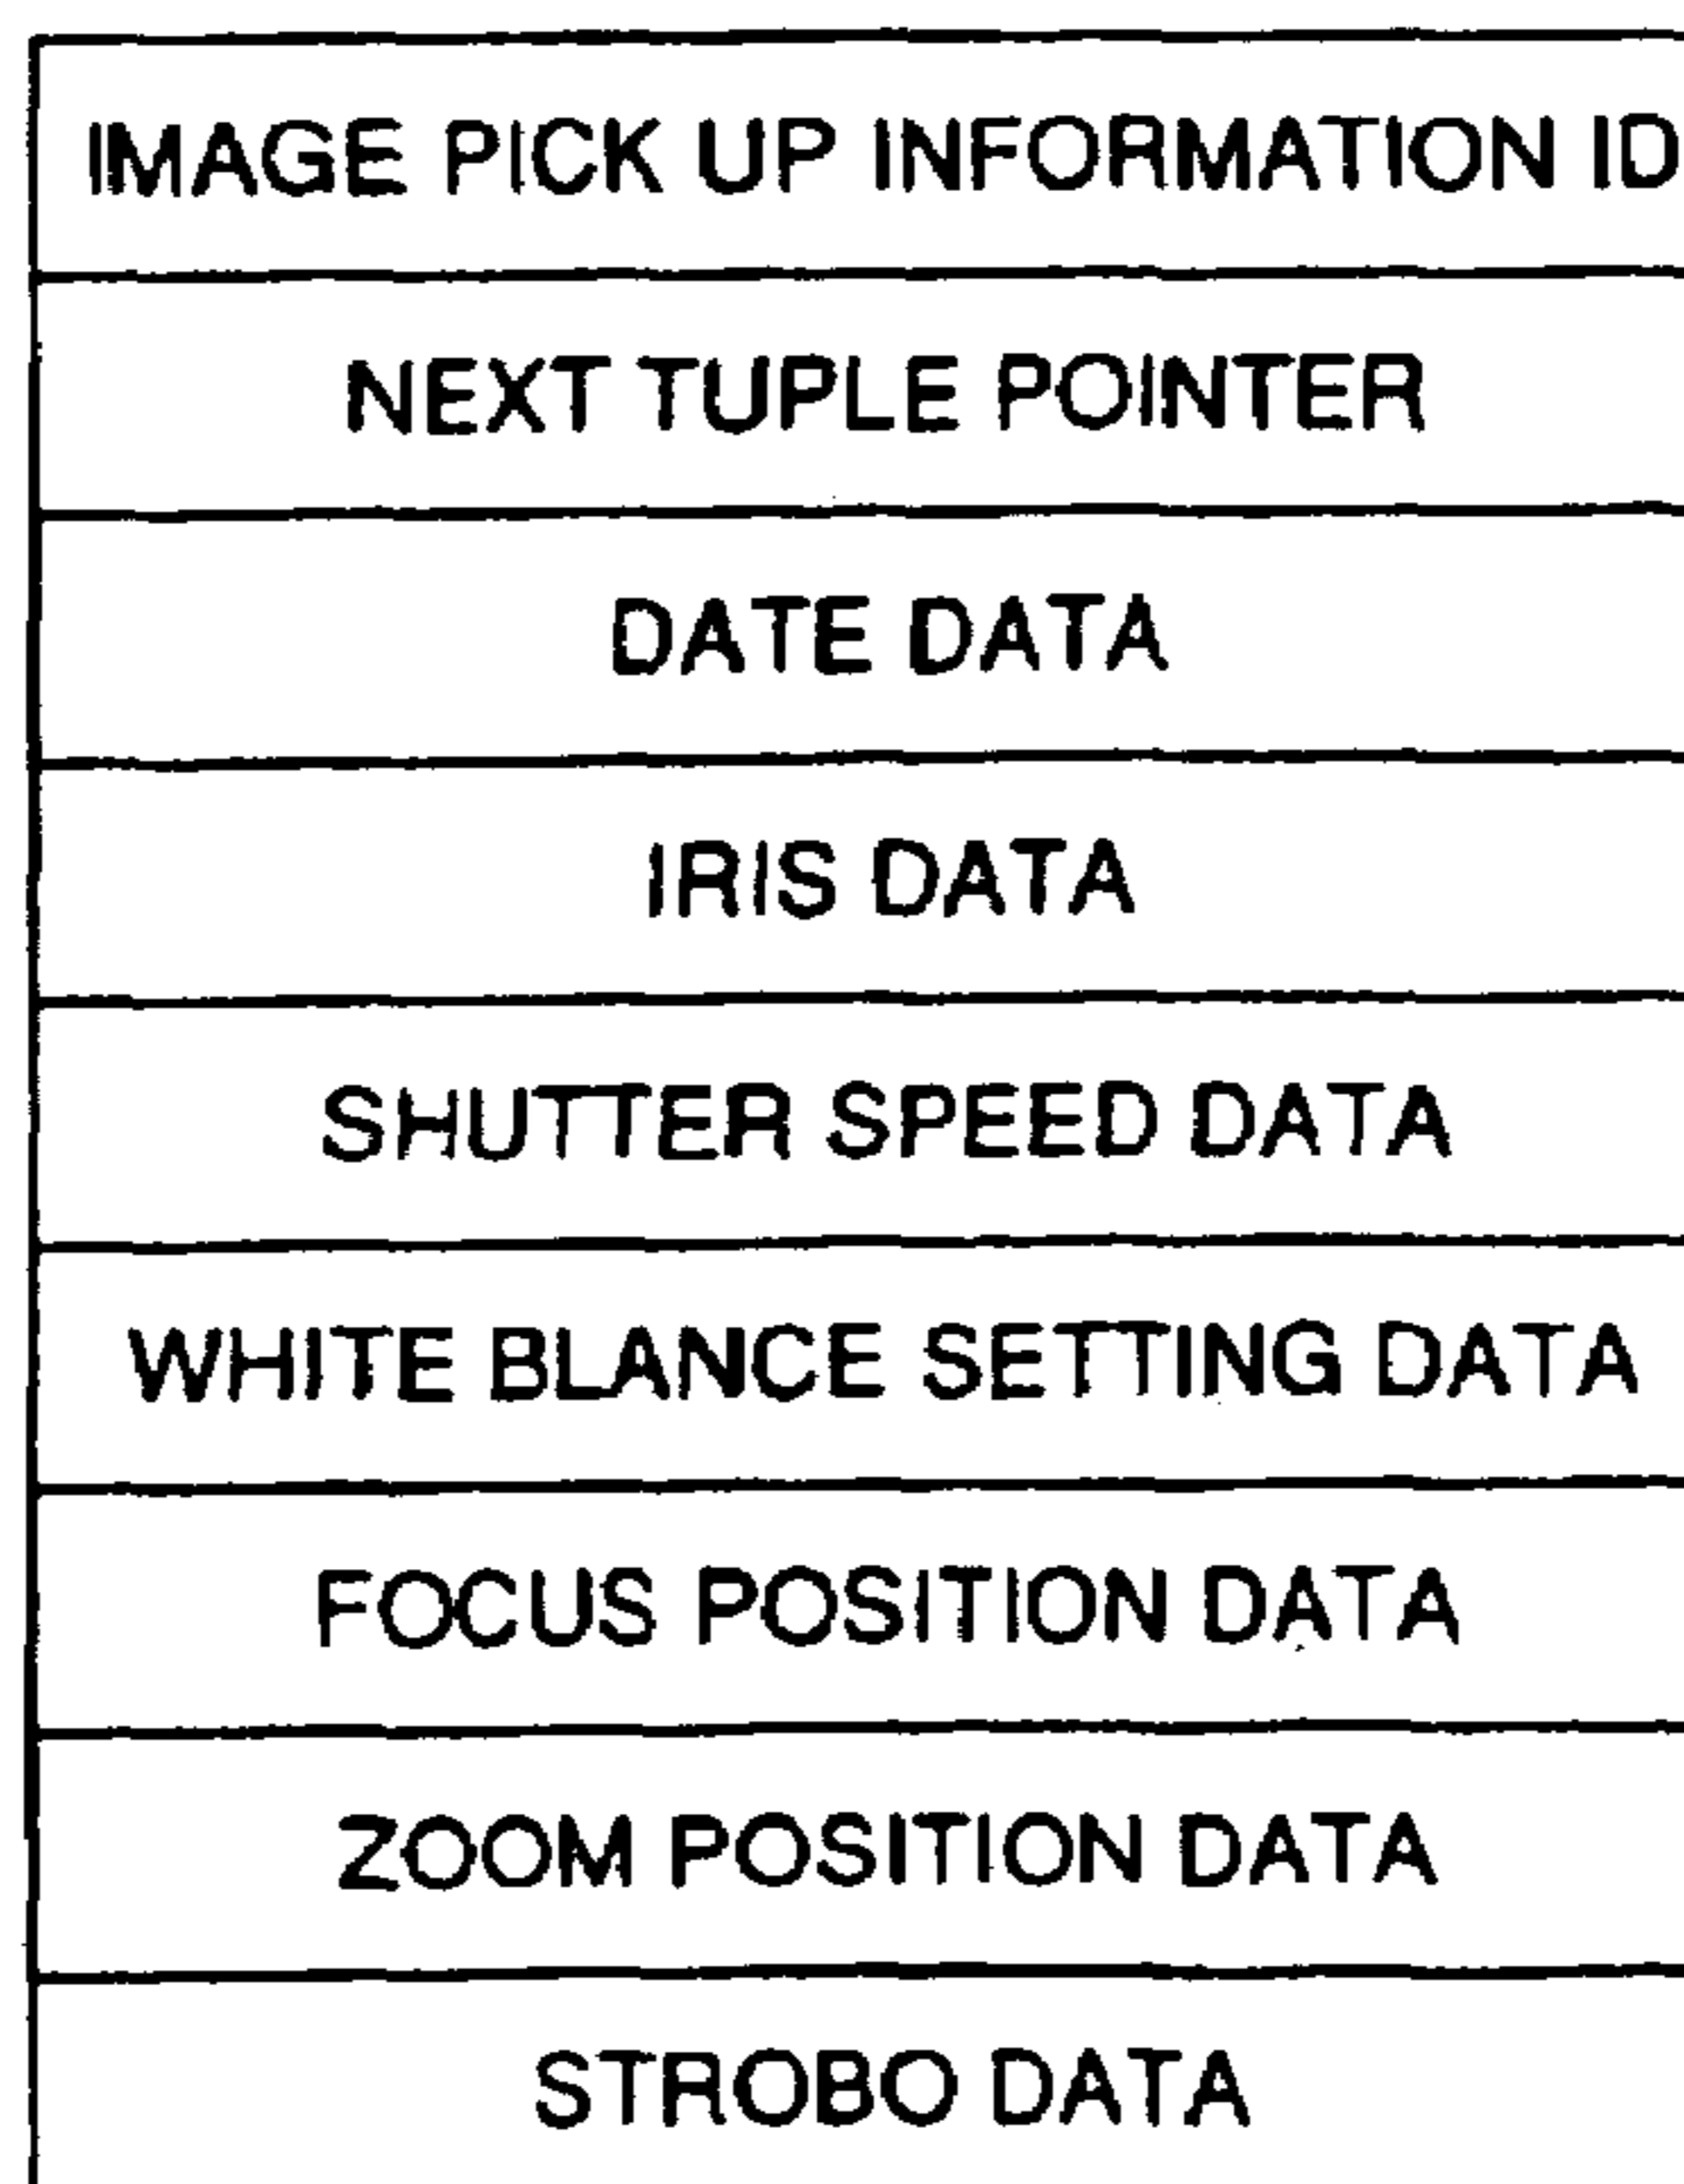 IMAGE PICK UP INFORMATION ID
NEXT TUPLE POINTER
DATE DATA
IRIS DATA
SHUTTER SPEED DATA
WHITE BLANCE SETTING DATA
FOCUS POSITION DATA
ZOOM POSITION DATA
STROBO DATA